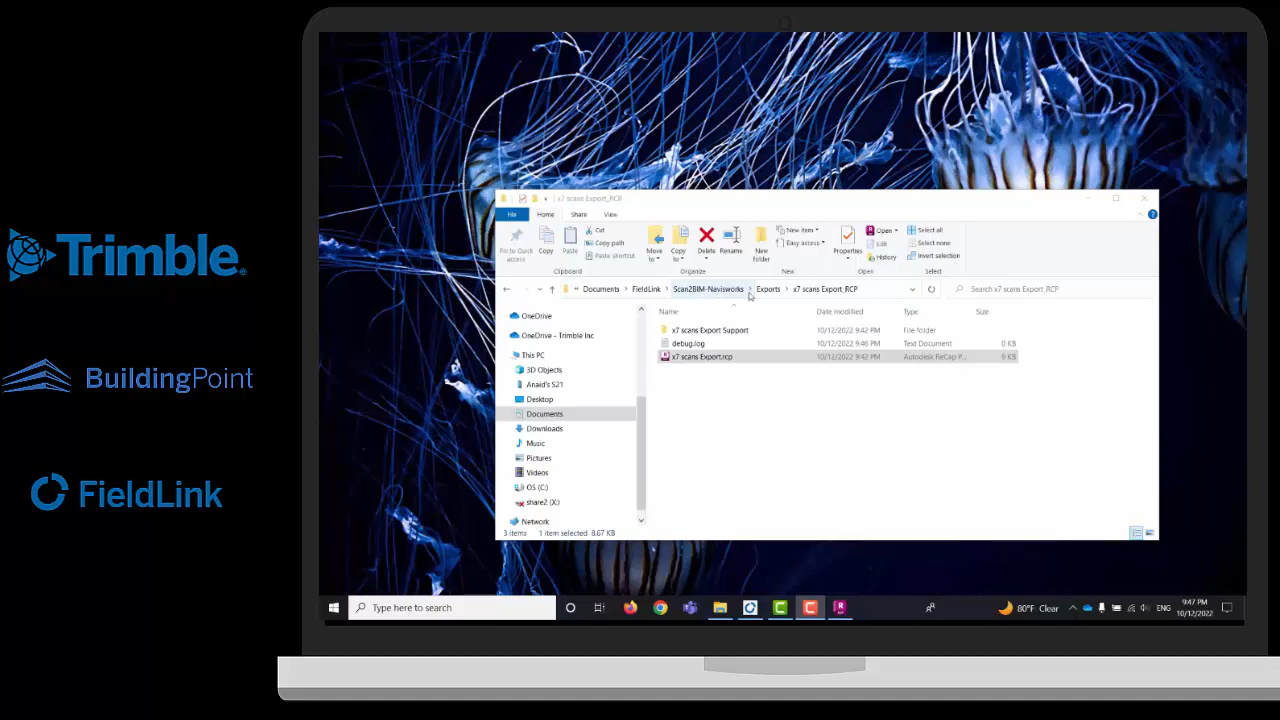 Trimble
BuildingPoint
FieldLink
x7 scans Export_RCP
File Home Share View
Pin to Quick access
Copy
Paste
Cut
Copy path
Paste shortcut
Clipboard
Move to
Copy to
Delete
Rename
Organize
New folder
New item
Easy access
New
Properties
Open
Edit
History
Open
Select all
Select none
Invert selection
Select
« Documents > FieldLink > Scan2BIM-Navisworks > Exports > x7 scans Export_RCP
Search x7 scans Export_RCP
Name Date modified Type Size
x7 scans Export Support 10/12/2022 9:42 PM File folder
debug.log 10/12/2022 9:46 PM Text Document 0 KB
x7 scans Export.rcp 10/12/2022 9:42 PM Autodesk ReCap P... 9 KB
OneDrive
OneDrive - Trimble Inc
This PC
3D Objects
Anaid's S21
Desktop
Documents
Downloads
Music
Pictures
Videos
OS (C:)
share2 (X:)
Network
3 items 1 item selected 8.67 KB
Type here to search
80°F Clear
ENG
9:47 PM
10/12/2022